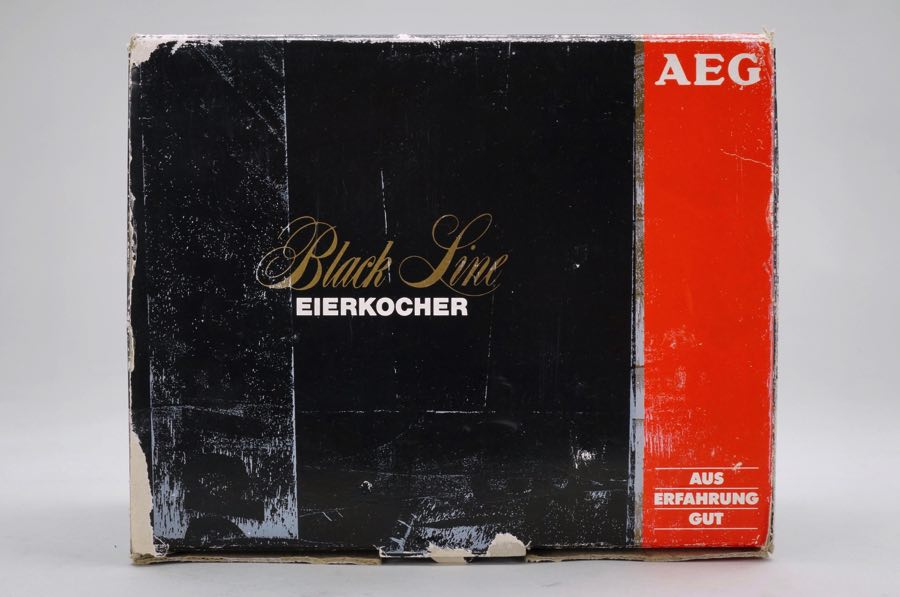 AEG
Black Line
EIERKOCHER
AUS
ERFAHRUNG
GUT